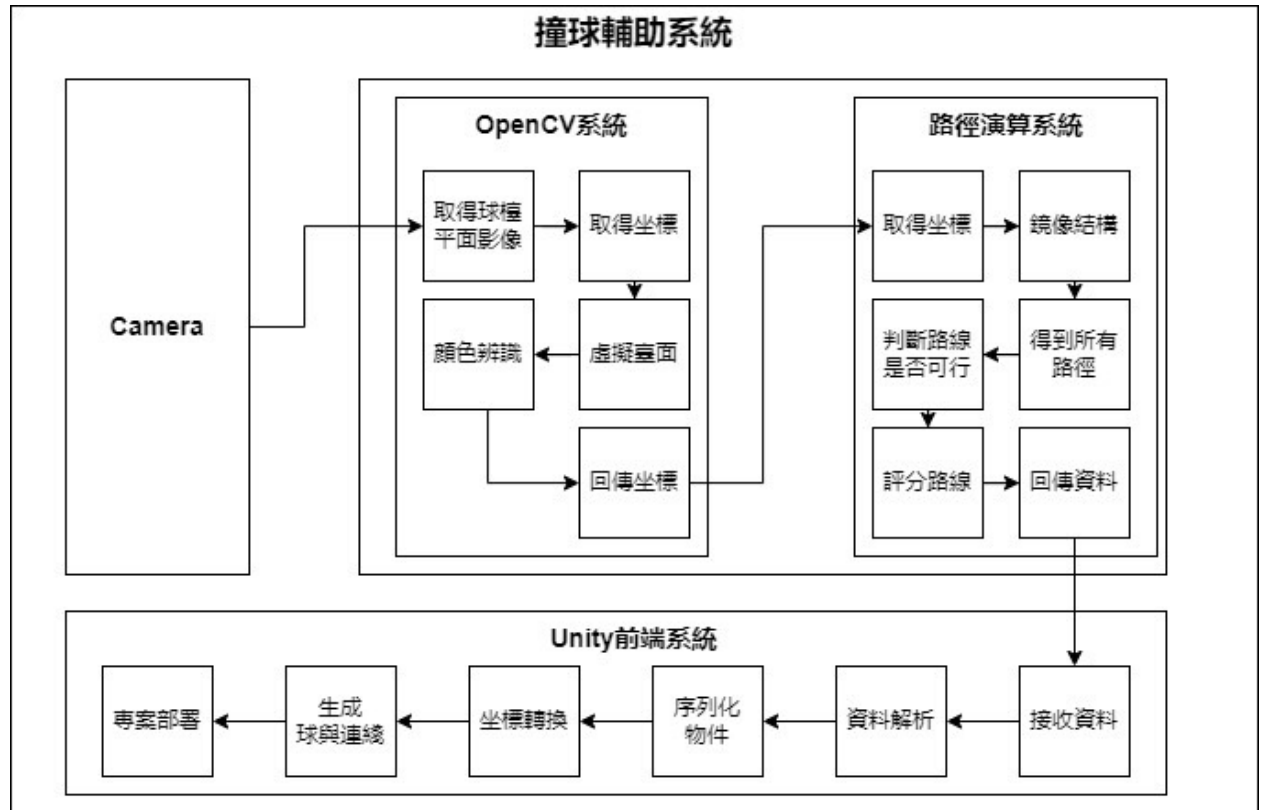 撞球輔助系統
Camera
OpenCV系統
取得球檯
平面影像
取得坐標
虛擬臺面
顏色辨識
回傳坐標
路徑演算系統
取得坐標
鏡像結構
得到所有
路徑
判斷路線
是否可行
評分路線
回傳資料
Unity前端系統
接收資料
資料解析
序列化
物件
坐標轉換
生成
球與連綫
專案部署